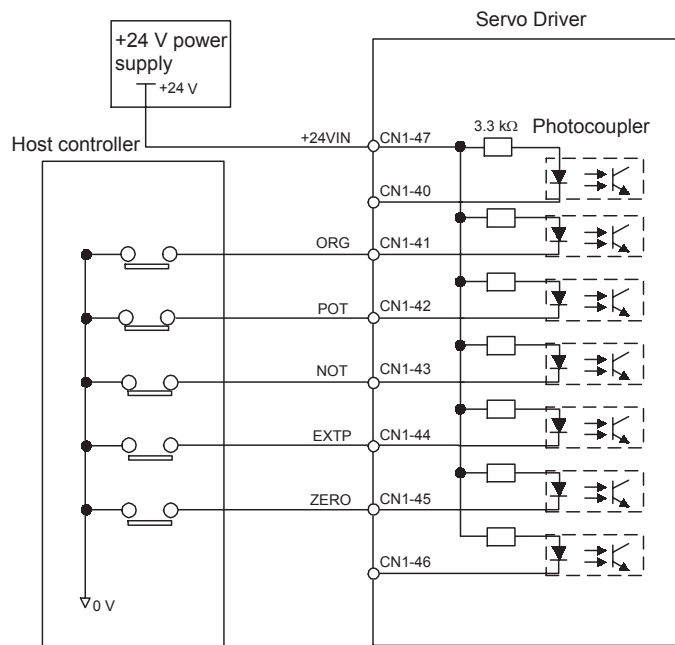 Servo Driver
+24 V power
supply
+24 V
3.3 kΩ
Photocoupler
+24VIN
CN1-47
Host controller
CN1-40
ORG
CN1-41
POT
CN1-42
NOT
CN1-43
EXTP
CN1-44
ZERO
CN1-45
CN1-46
0 V